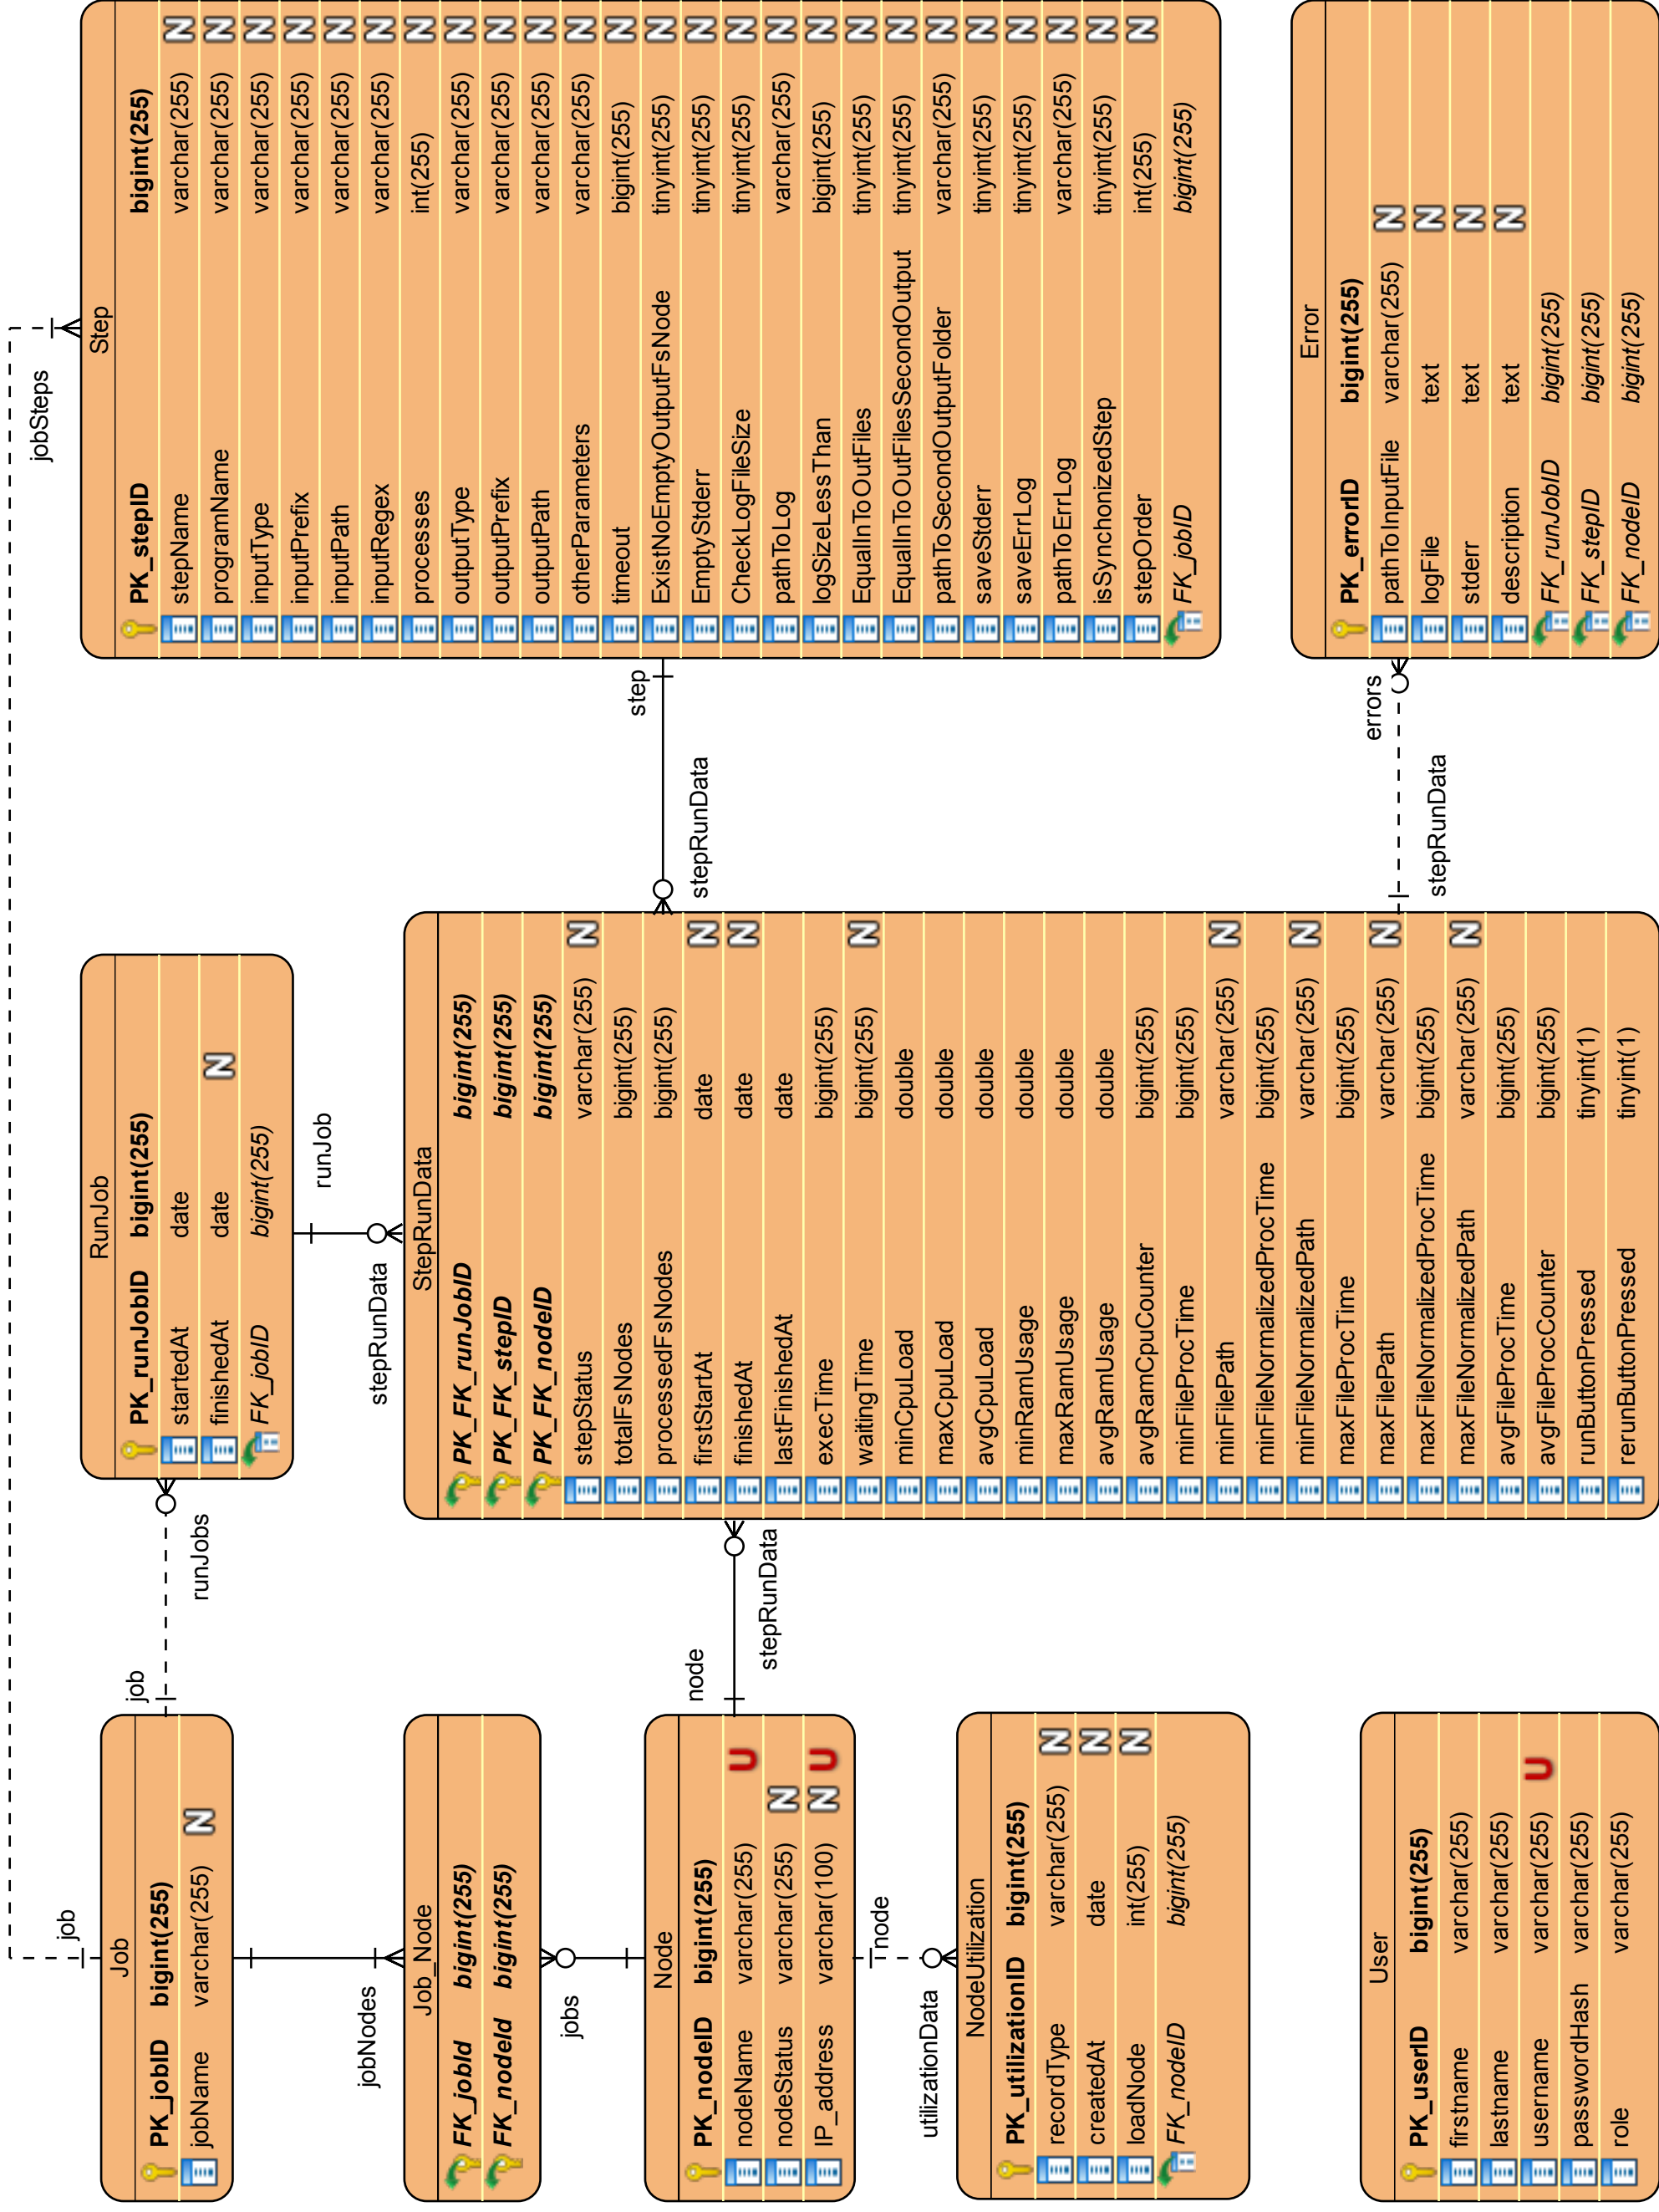 job
jobSteps
Job
PK_jobID bigint(255)
jobName varchar(255) N
job
runJobs
RunJob
PK_runJobID bigint(255)
startedAt date
finishedAt date N
FK_jobID bigint(255)
runJob
stepRunData
Step
PK_stepID bigint(255)
stepName varchar(255) N
programName varchar(255) N
inputType varchar(255) N
inputPrefix varchar(255) N
inputPath varchar(255) N
inputRegex varchar(255) N
processes int(255) N
outputType varchar(255) N
outputPrefix varchar(255) N
outputPath varchar(255) N
otherParameters varchar(255) N
timeout bigint(255) N
ExistNoEmptyOutputFsNode tinyint(255) N
EmptyStderr tinyint(255) N
CheckLogFileSize tinyint(255) N
pathToLog varchar(255) N
logSizeLessThan bigint(255) N
EqualInToOutFiles tinyint(255) N
EqualInToOutFilesSecondOutput tinyint(255) N
pathToSecondOutputFolder varchar(255) N
saveStderr tinyint(255) N
saveErrLog tinyint(255) N
pathToErrLog varchar(255) N
isSynchonizedStep tinyint(255) N
stepOrder int(255) N
FK_jobID bigint(255)
jobNodes
Job_Node
FK_jobId bigint(255)
FK_nodeId bigint(255)
jobs
Node
PK_nodeID bigint(255)
nodeName varchar(255) U
nodeStatus varchar(255) N
IP_address varchar(100) N U
node
stepRunData
StepRunData
PK_FK_runJobID bigint(255)
PK_FK_stepID bigint(255)
PK_FK_nodeID bigint(255)
stepStatus varchar(255) N
totalFsNodes bigint(255)
processedFsNodes bigint(255)
firstStartAt date N
finishedAt date N
lastFinishedAt date
execTime bigint(255)
waitingTime bigint(255) N
minCpuLoad double
maxCpuLoad double
avgCpuLoad double
minRamUsage double
maxRamUsage double
avgRamUsage double
avgRamCpuCounter bigint(255)
minFileProcTime bigint(255)
minFilePath varchar(255) N
minFileNormalizedProcTime bigint(255)
minFileNormalizedPath varchar(255) N
maxFileProcTime bigint(255)
maxFilePath varchar(255) N
maxFileNormalizedProcTime bigint(255)
maxFileNormalizedPath varchar(255) N
avgFileProcTime bigint(255)
avgFileProcCounter bigint(255)
runButtonPressed tinyint(1)
rerunButtonPressed tinyint(1)
step
stepRunData
node
utilizationData
NodeUtilization
PK_utilizationID bigint(255)
recordType varchar(255) N
createdAt date N
loadNode int(255) N
FK_nodeID bigint(255)
errors
stepRunData
Error
PK_errorID bigint(255)
pathToInputFile varchar(255) N
logFile text N
stderr text N
description text N
FK_runJobID bigint(255)
FK_stepID bigint(255)
FK_nodeID bigint(255)
User
PK_userID bigint(255)
firstname varchar(255)
lastname varchar(255)
username varchar(255) U
passwordHash varchar(255)
role varchar(255)